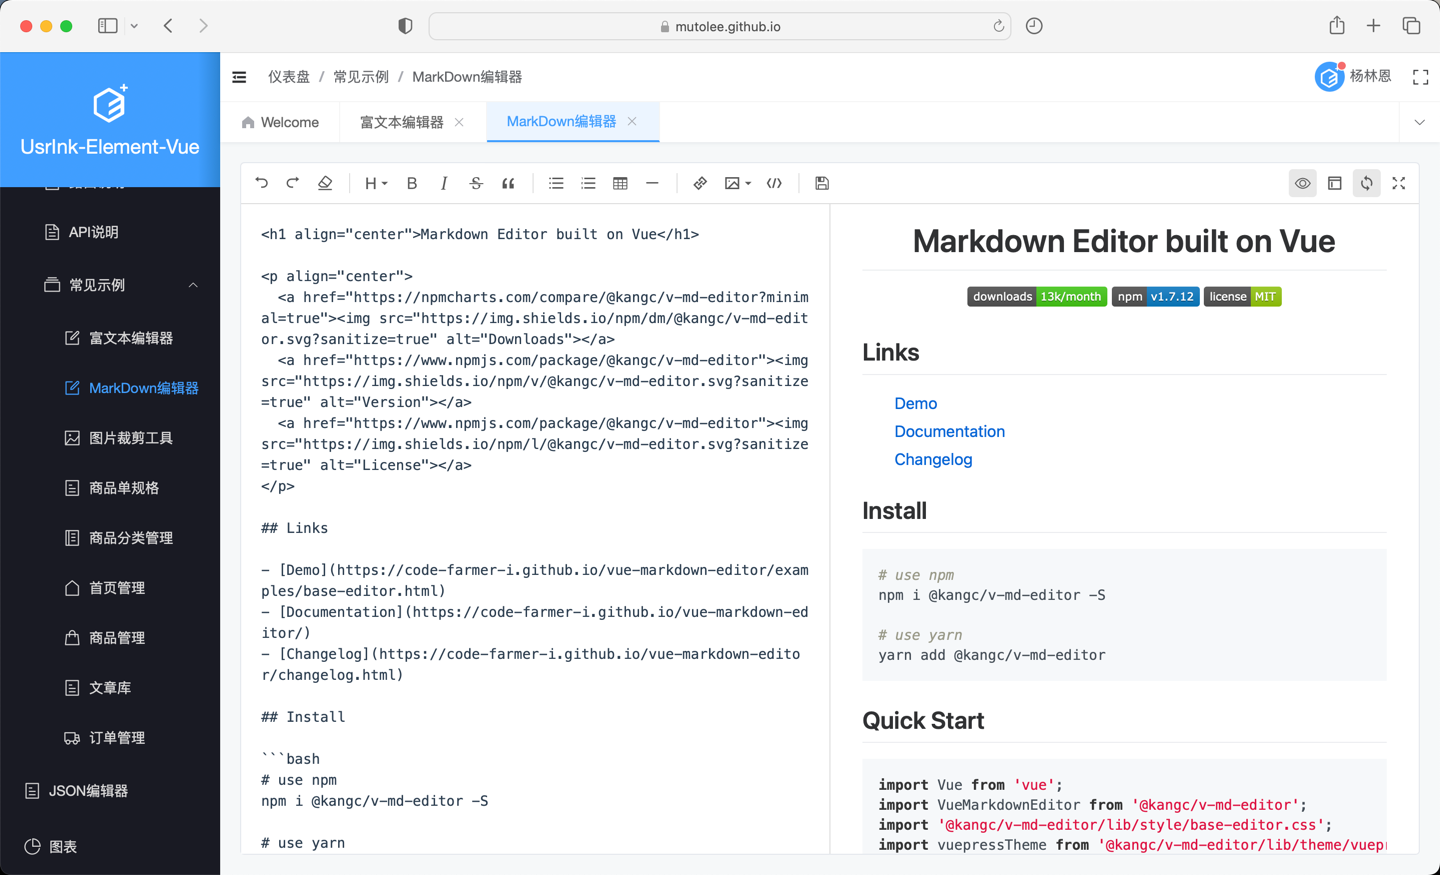 mutolee.github.io
UsrInk-Element-Vue
API说明
常见示例
富文本编辑器
MarkDown编辑器
图片裁剪工具
商品单规格
商品分类管理
首页管理
商品管理
文章库
订单管理
JSON编辑器
图表
仪表盘 / 常见示例 / MarkDown编辑器
杨林恩
Welcome
富文本编辑器
MarkDown编辑器
H
B
I
S
<h1 align="center">Markdown Editor built on Vue</h1>
<p align="center">
<a href="https://npmcharts.com/compare/@kangc/v-md-editor?minim
al=true"><img src="https://img.shields.io/npm/dm/@kangc/v-md-edit
or.svg?sanitize=true" alt="Downloads"></a>
<a href="https://www.npmjs.com/package/@kangc/v-md-editor"><img
src="https://img.shields.io/npm/v/@kangc/v-md-editor.svg?sanitize
=true" alt="Version"></a>
<a href="https://www.npmjs.com/package/@kangc/v-md-editor"><img
src="https://img.shields.io/npm/l/@kangc/v-md-editor.svg?sanitize
=true" alt="License"></a>
</p>
## Links
- [Demo](https://code-farmer-i.github.io/vue-markdown-editor/exam
ples/base-editor.html)
- [Documentation](https://code-farmer-i.github.io/vue-markdown-ed
itor/)
- [Changelog](https://code-farmer-i.github.io/vue-markdown-edito
r/changelog.html)
## Install
```bash
# use npm
npm i @kangc/v-md-editor -S
# use yarn
Markdown Editor built on Vue
downloads 13k/month npm v1.7.12 license MIT
Links
Demo
Documentation
Changelog
Install
# use npm
npm i @kangc/v-md-editor -S
# use yarn
yarn add @kangc/v-md-editor
Quick Start
import Vue from 'vue';
import VueMarkdownEditor from '@kangc/v-md-editor';
import '@kangc/v-md-editor/lib/style/base-editor.css';
import vuepressTheme from '@kangc/v-md-editor/lib/theme/vuepr